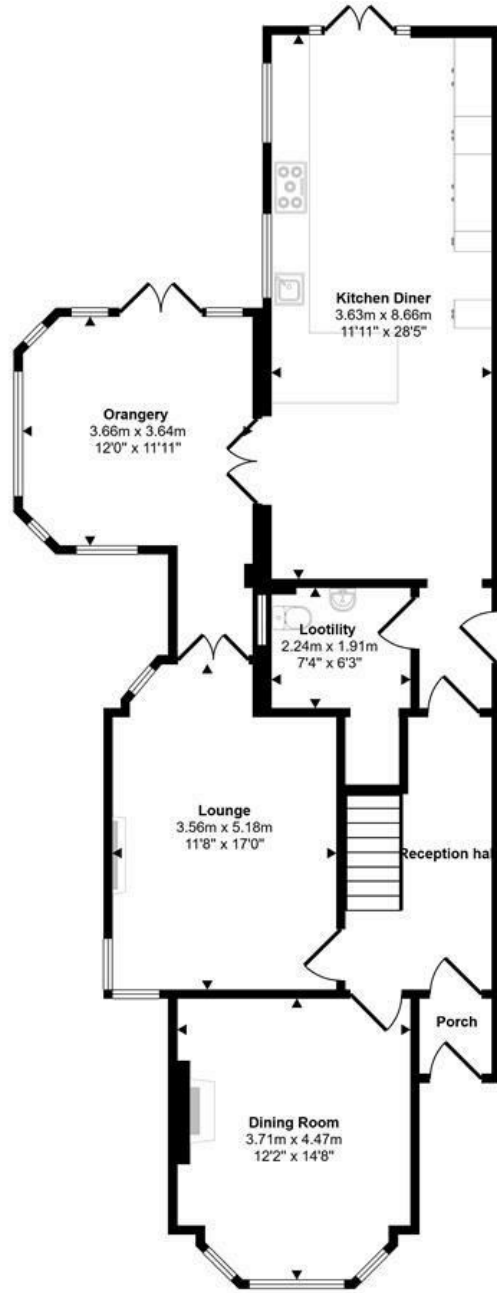 Kitchen Diner
3.63m x 8.66m
11'11" x 28'5"
Orangery
3.66m x 3.64m
12'0" x 11'11"
Lootility
2.24m x 1.91m
7'4" x 6'3"
Lounge
3.56m x 5.18m
11'8" x 17'0"
Reception hal
Porch
Dining Room
3.71m x 4.47m
12'2" x 14'8"